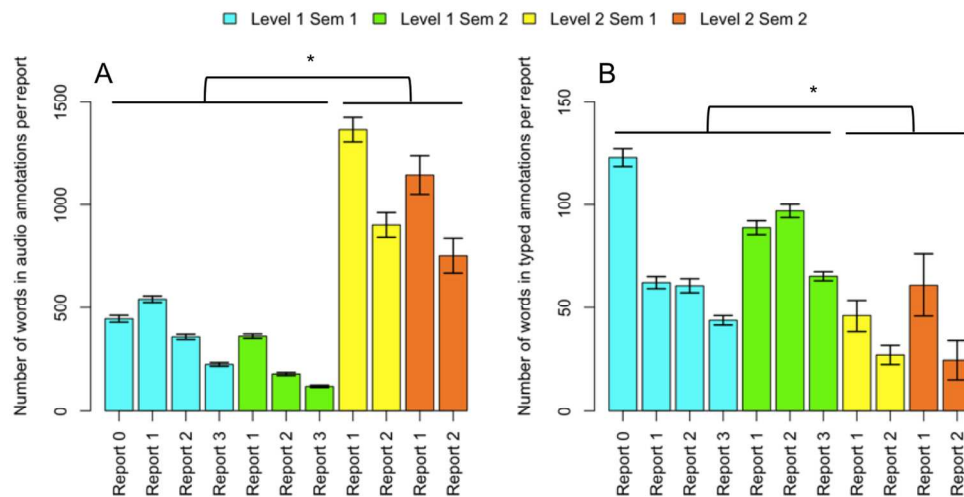 Level 1 Sem 1 Level 1 Sem 2 Level 2 Sem 1 Level 2 Sem 2
A
*
Number of words in audio annotations per report
1500
1000
500
0
Report 0
Report 1
Report 2
Report 3
Report 1
Report 2
Report 3
Report 1
Report 2
Report 1
Report 2
B
*
Number of words in typed annotations per report
150
100
50
0
Report 0
Report 1
Report 2
Report 3
Report 1
Report 2
Report 3
Report 1
Report 2
Report 1
Report 2